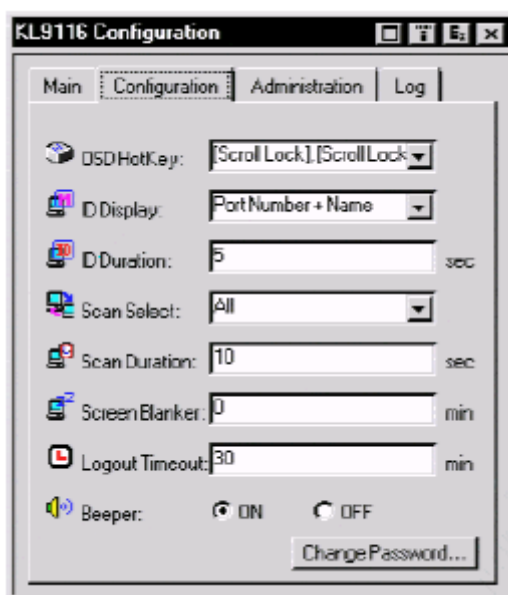 KL9116 Configuration
Main Configuration Administration Log
OSD HotKey: [Scroll Lock], [Scroll Lock
ID Display: Port Number + Name
ID Duration: 5 sec
Scan Select: All
Scan Duration: 10 sec
Screen Blanker: 0 min
Logout Timeout: 30 min
Beeper: ON OFF
Change Password...